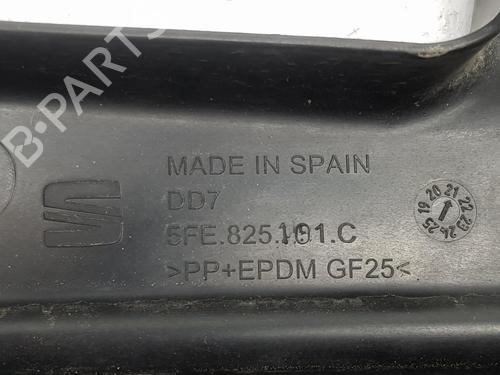 B-PARTS
MADE IN SPAIN
DD7
5FE.825.101.C
>PP+EPDM GF25<
19 20 21 22 23 24 25